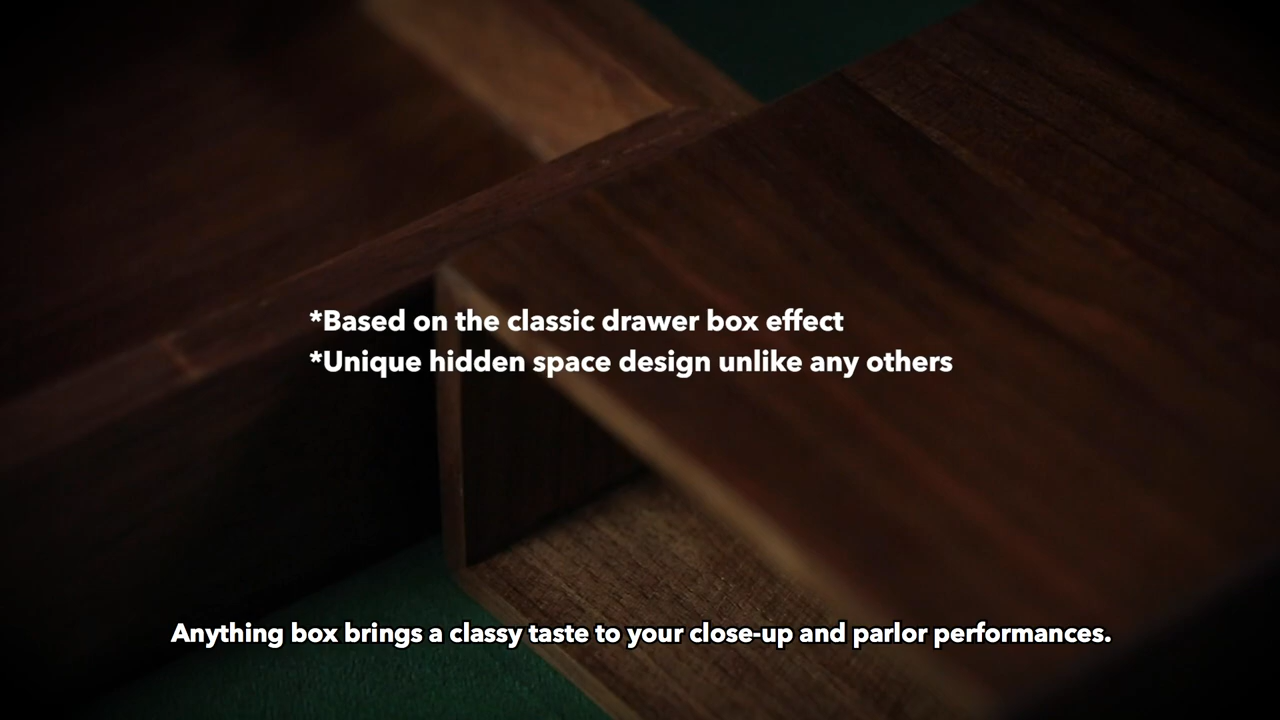 *Based on the classic drawer box effect
*Unique hidden space design unlike any others
Anything box brings a classy taste to your close-up and parlor performances.